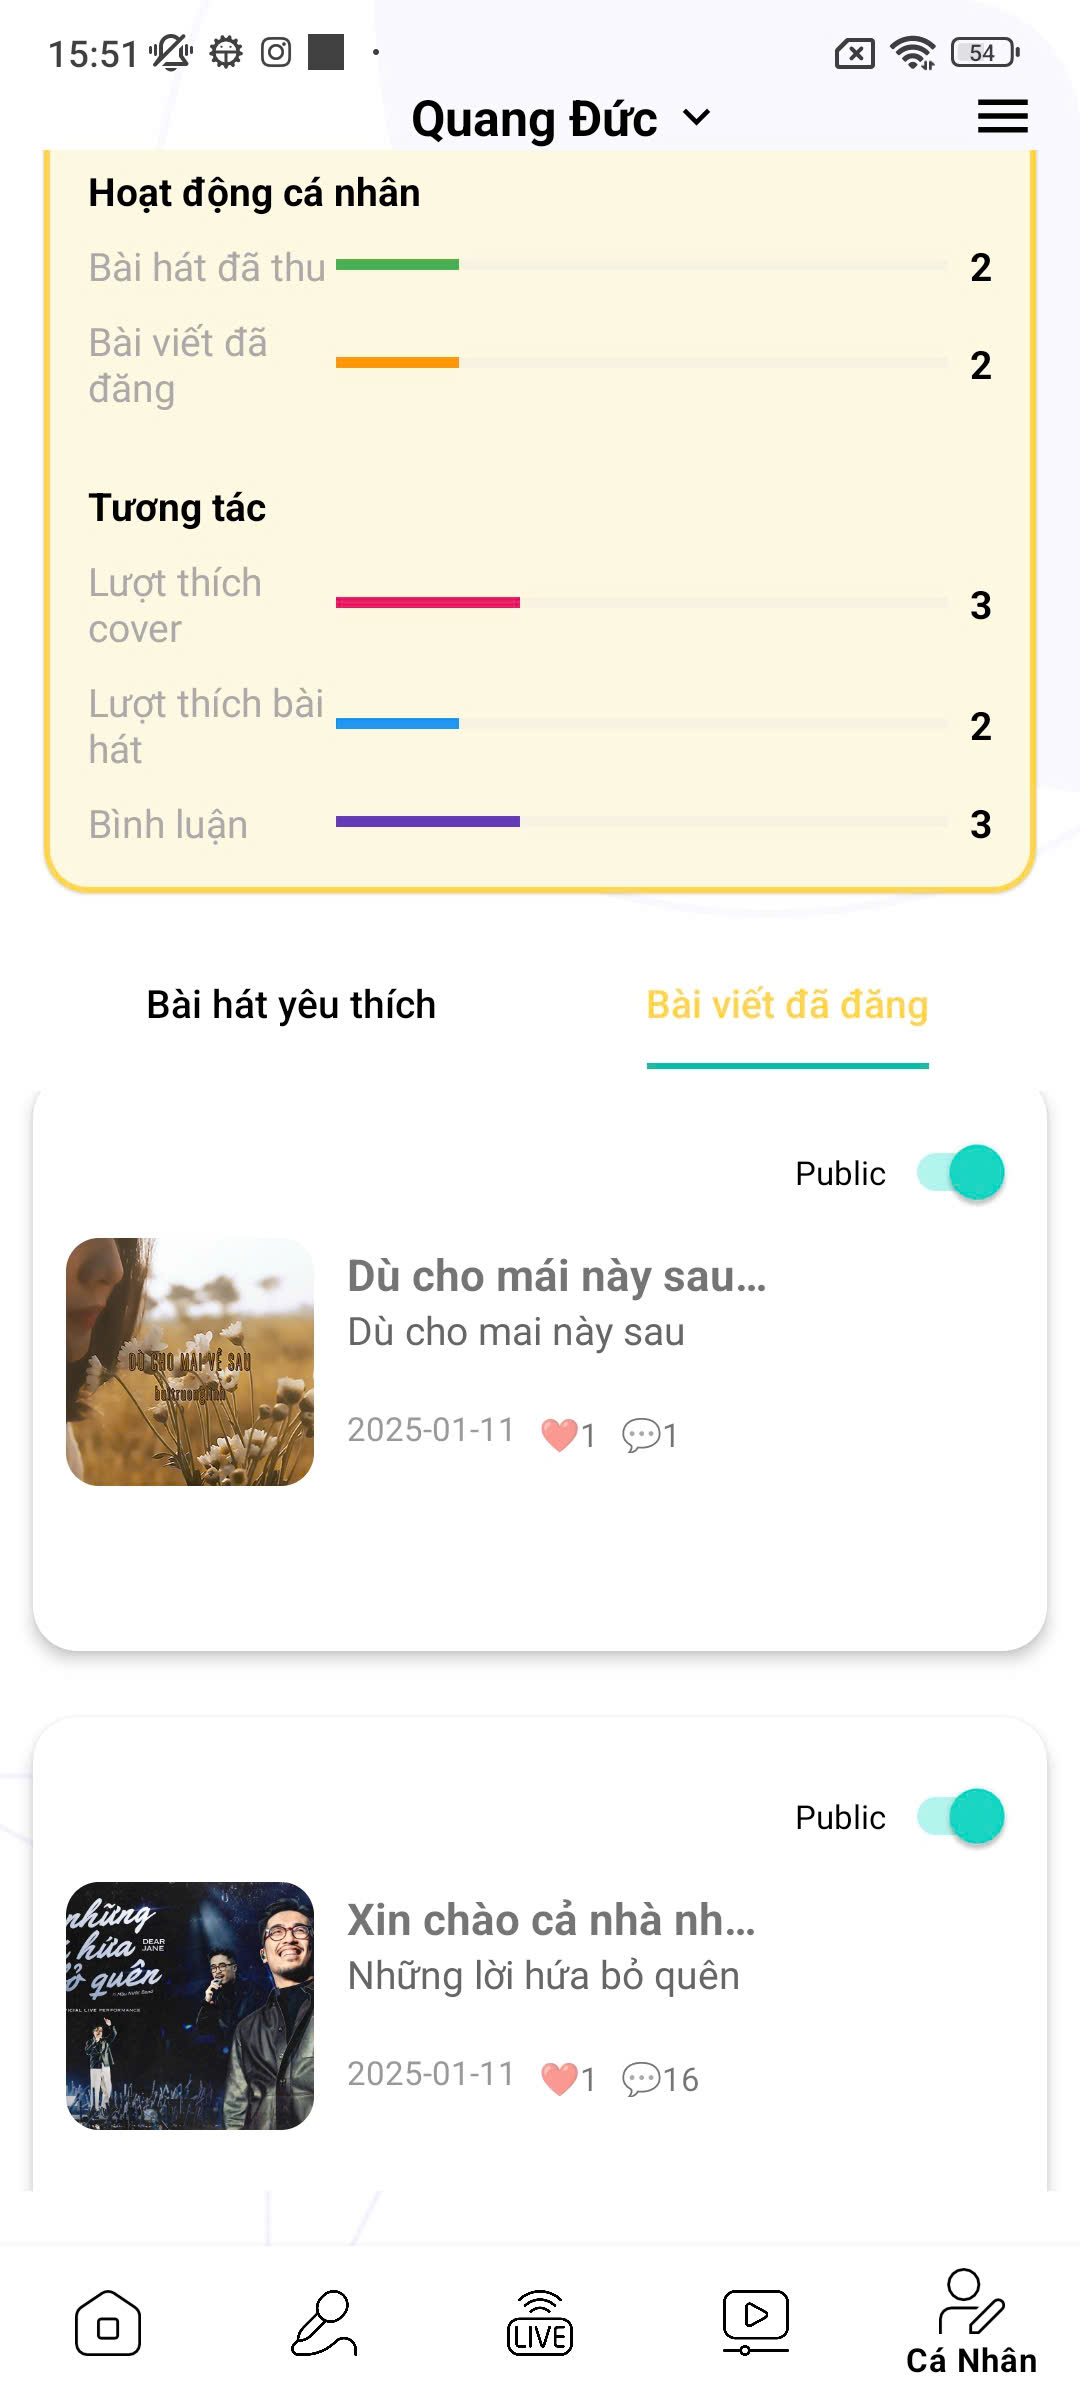 15:51
54
Quang Đức
Hoạt động cá nhân
Bài hát đã thu 2
Bài viết đã
đăng
2
Tương tác
Lượt thích
cover
3
Lượt thích bài
hát
2
Bình luận 3
Bài hát yêu thích Bài viết đã đăng
Public
DÙ CHO MAI VỀ SAU
buitruonglinh
Dù cho mái này sau...
Dù cho mai này sau
2025-01-11 1 1
Public
những
hứa
bỏ quên
DEAR
JANE
LIVE PERFORMANCE
Xin chào cả nhà nh...
Những lời hứa bỏ quên
2025-01-11 1 16
LIVE
Cá Nhân